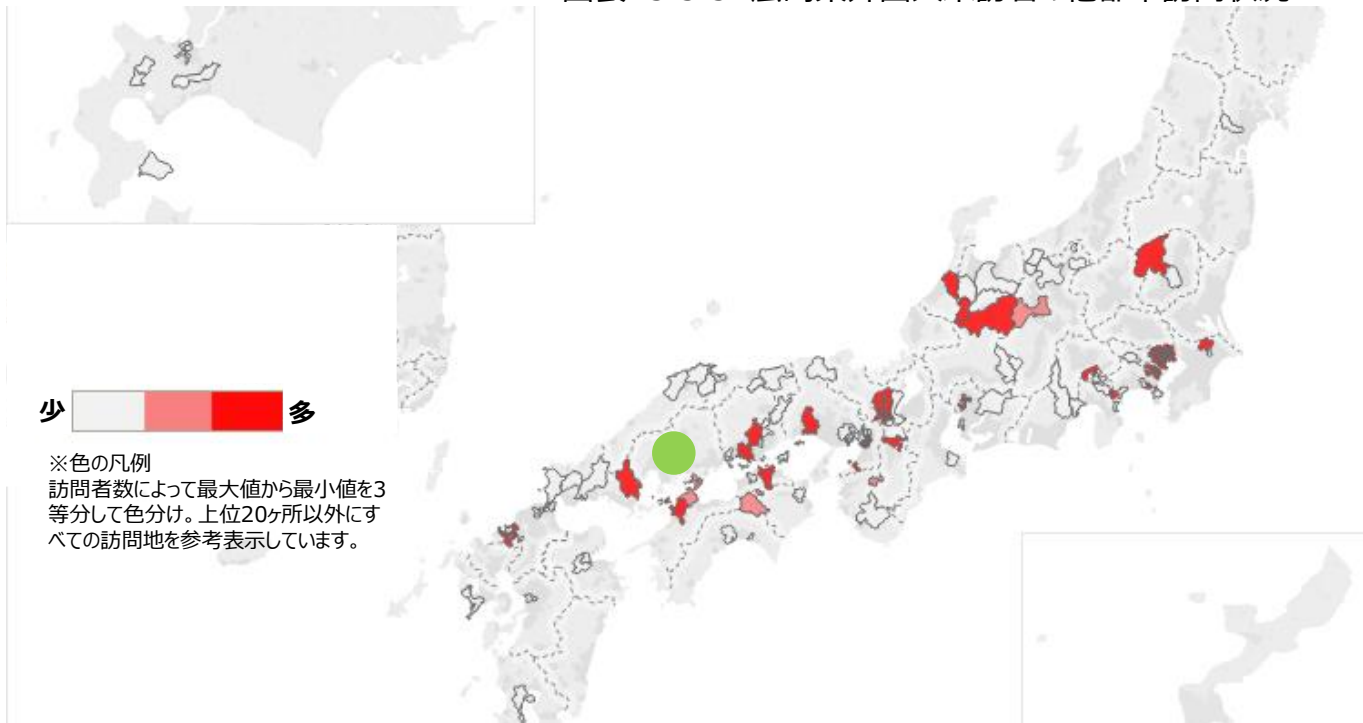 少
多
※色の凡例
訪問者数によって最大値から最小値を3
等分して色分け。上位20ヶ所以外にす
べての訪問地を参考表示しています。